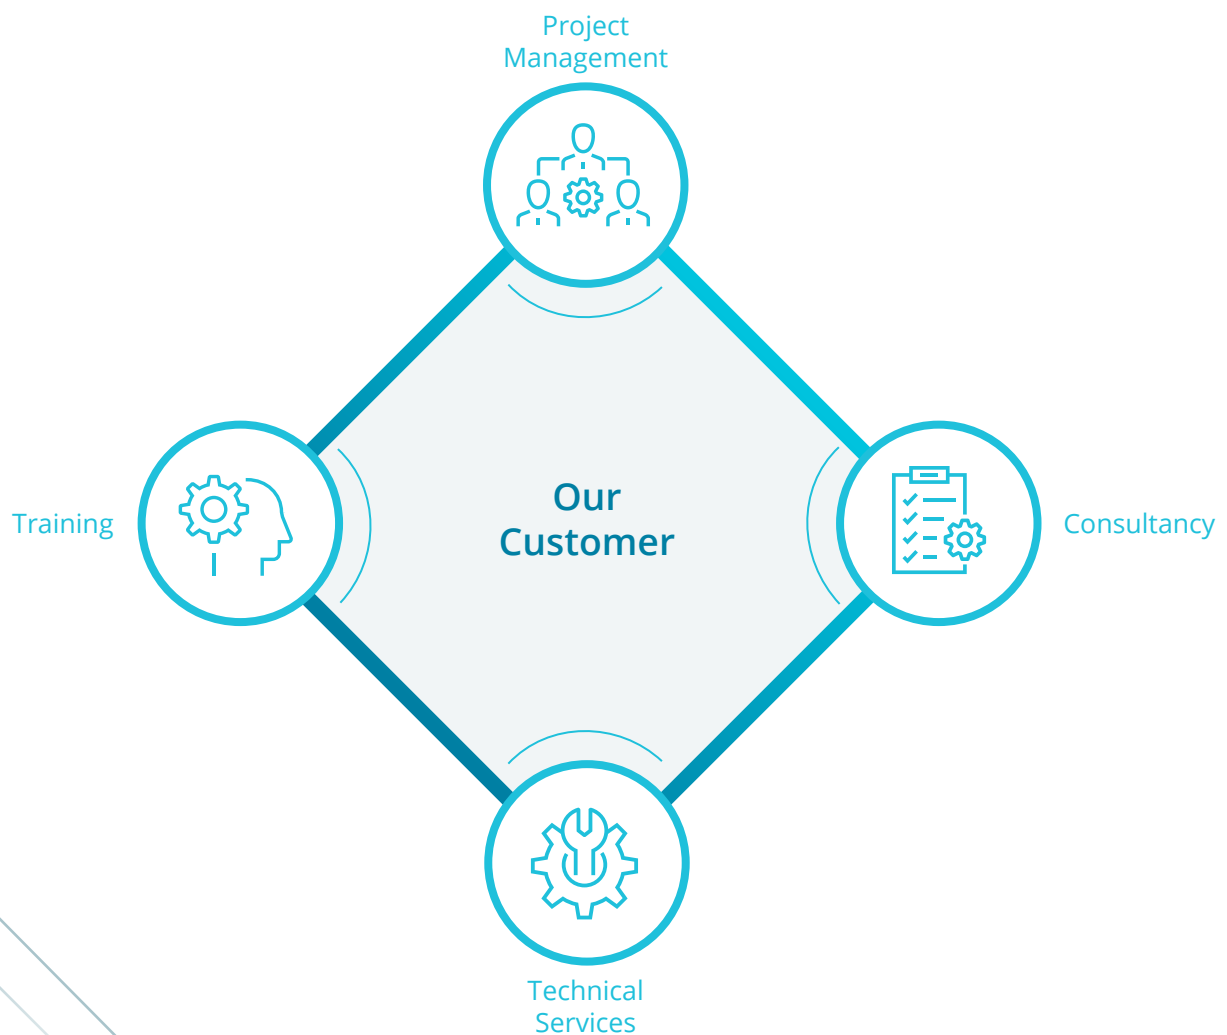 Project
Management
Our
Customer
Training
Consultancy
Technical
Services